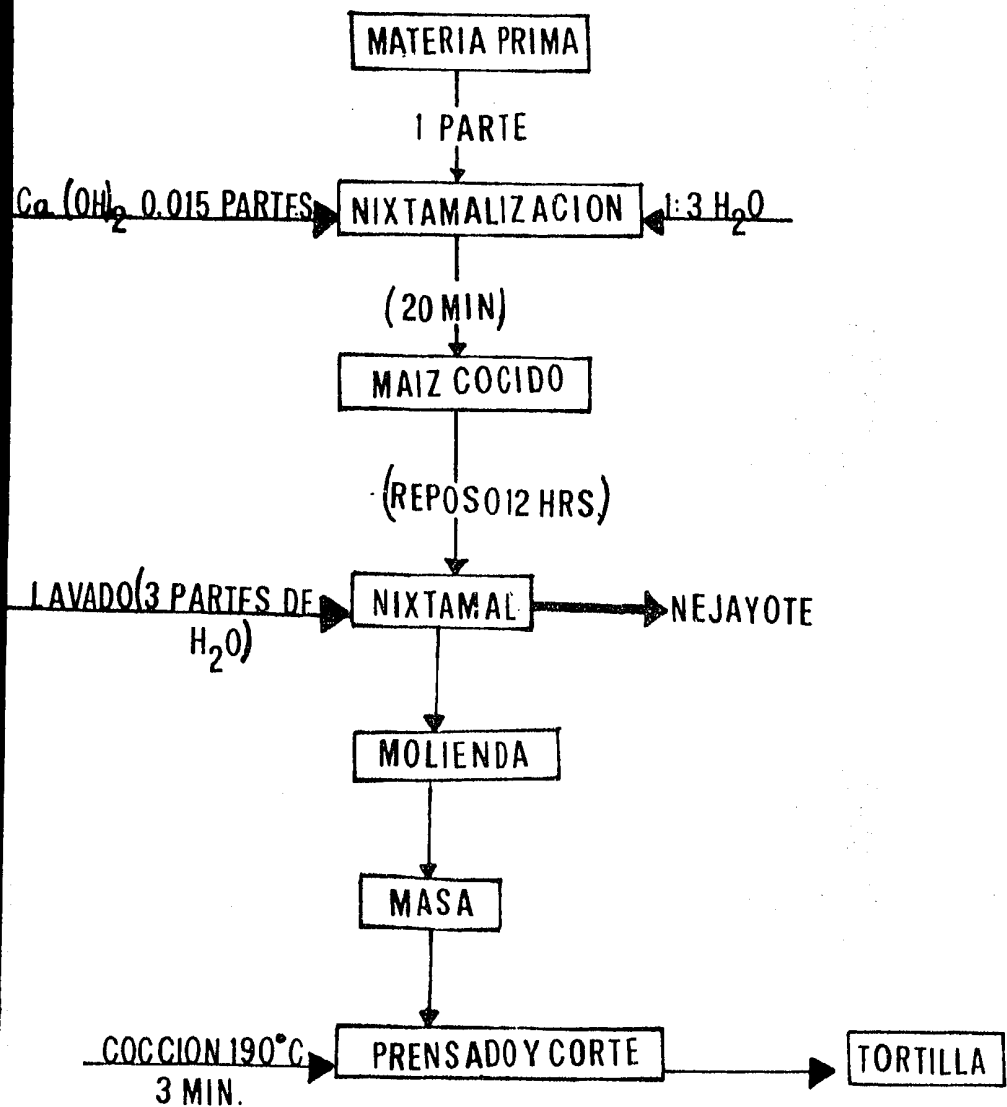 MATERIA PRIMA
1 PARTE
Ca (OH)2 0.015 PARTES
NIXTAMALIZACION
1:3 H2O
(20 MIN)
MAIZ COCIDO
(REPOSO 12 HRS.)
LAVADO (3 PARTES DE
H2O)
NIXTAMAL
NEJAYOTE
MOLIENDA
MASA
COCCION 190°C
3 MIN.
PRENSADO Y CORTE
TORTILLA